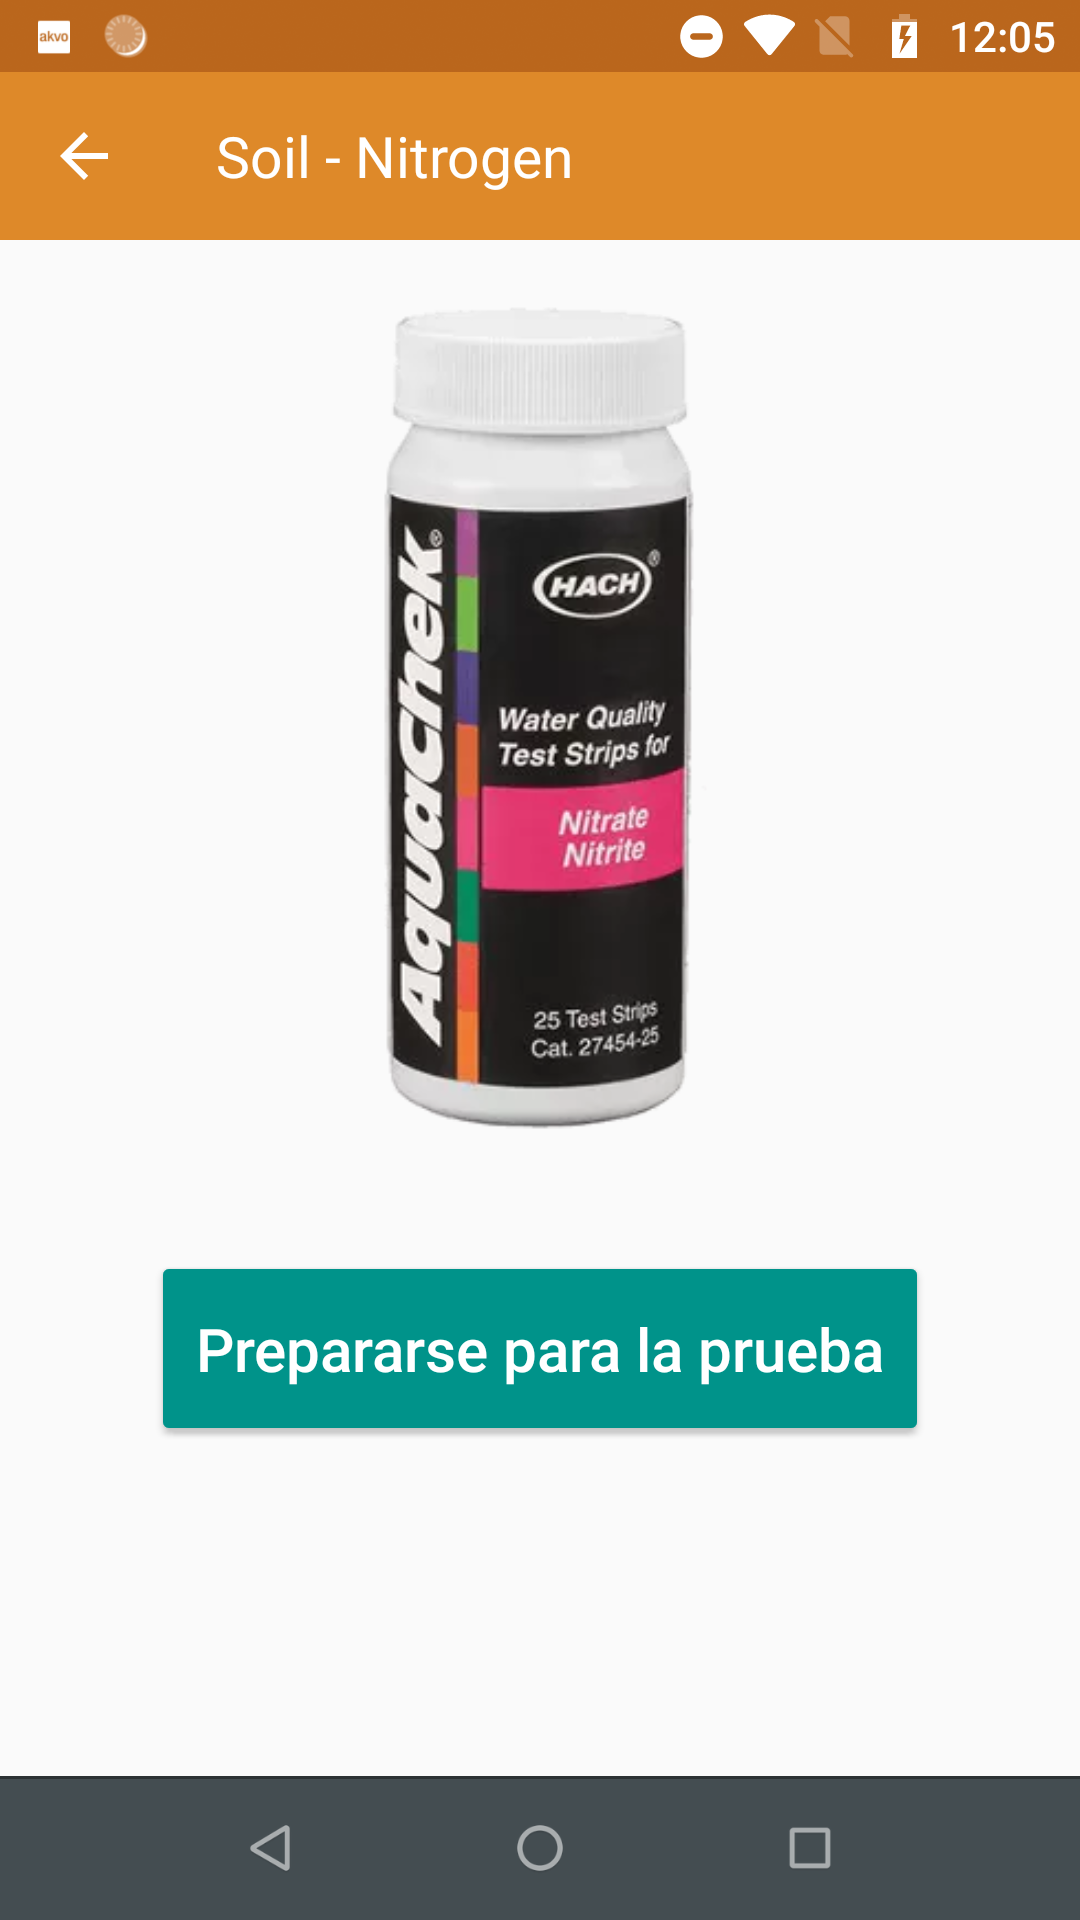 akvo
12:05
Soil - Nitrogen
AquaChek®
HACH®
Water Quality
Test Strips for
Nitrate
Nitrite
25 Test Strips
Cat. 27454-25
Prepararse para la prueba